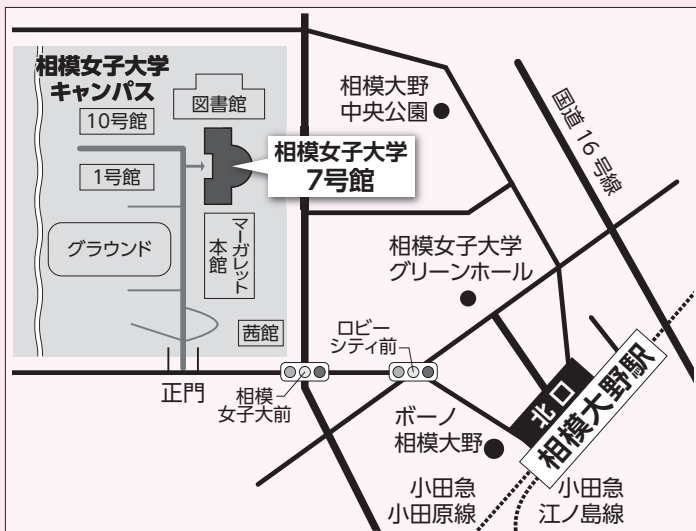 相模女子大学
キャンパス
図書館
10号館
1号館
相模女子大学
7号館
グラウンド
マーガレット
本館
茜館
正門
相模大野
中央公園
国道16号線
相模女子大学
グリーンホール
ロビー
シティ前
相模
女子大前
ボーノ
相模大野
北口
相模大野駅
小田急
小田原線
小田急
江ノ島線